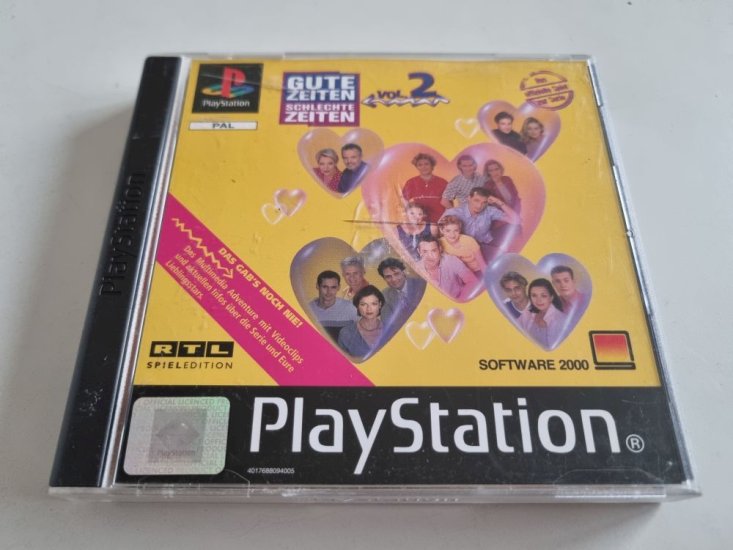 PlayStation
PAL
GUTE
ZEITEN
SCHLECHTE
ZEITEN
VOL. 2
PlayStation
DAS GAB'S NOCH NIE!
Das Multimedia Adventure mit Videoclips
und aktuellen Infos über die Serie und Eure
Lieblingsstars.
RTL
SPIELEDITION
SOFTWARE 2000
PlayStation
PlayStation®
4017688094005